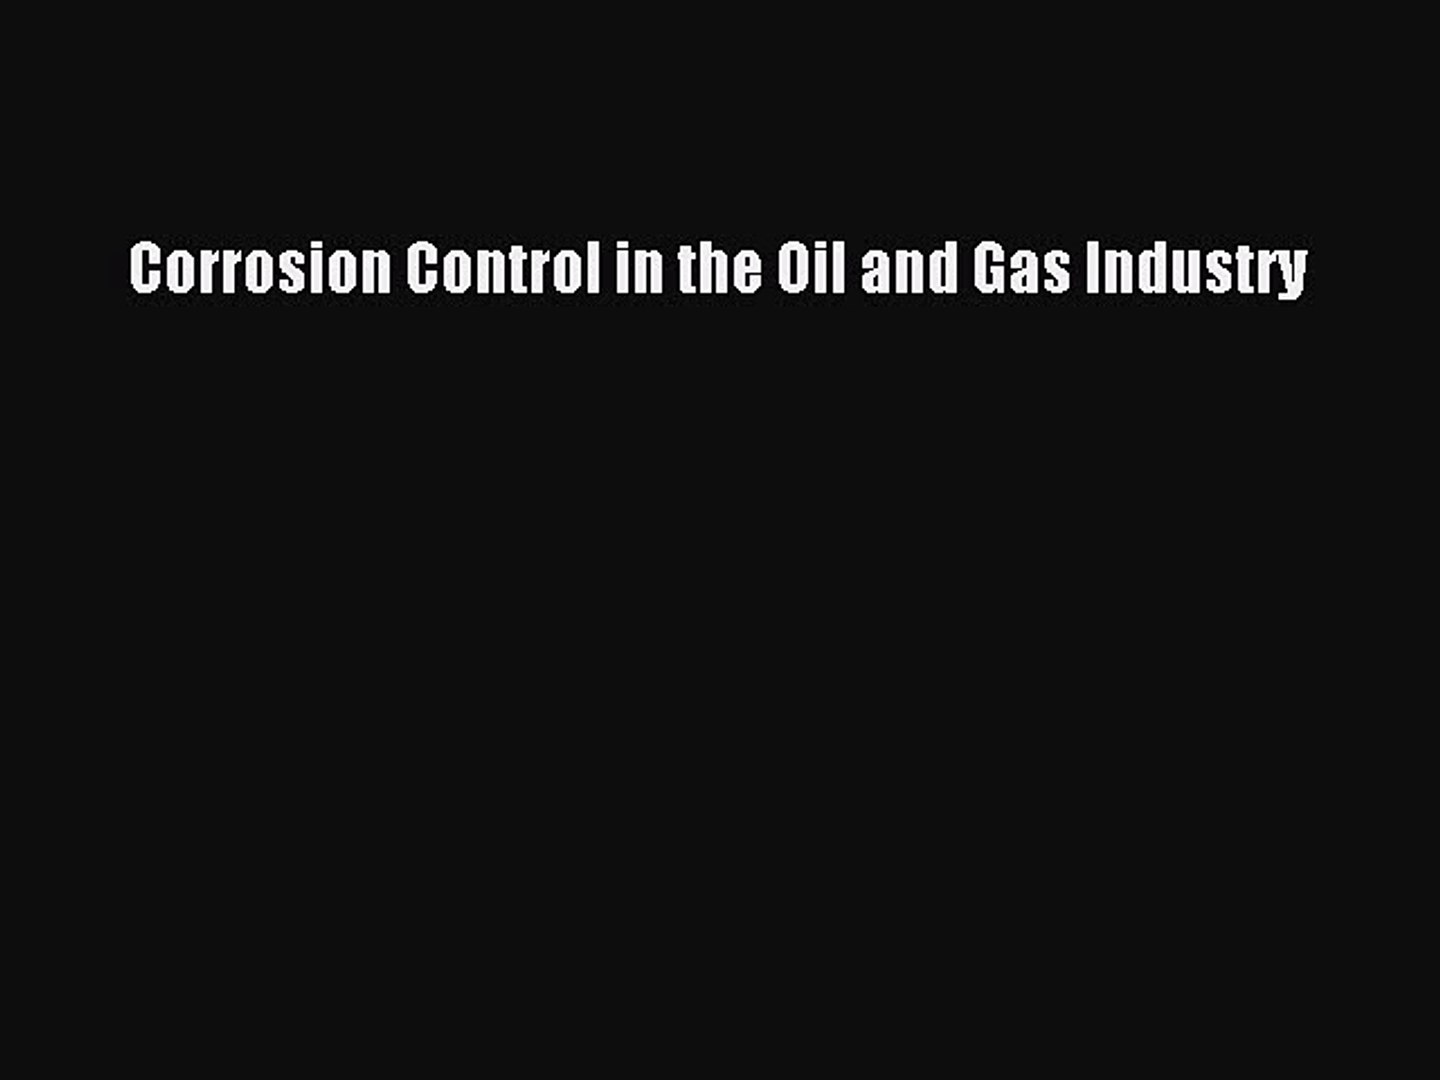 Corrosion Control in the Oil and Gas Industry